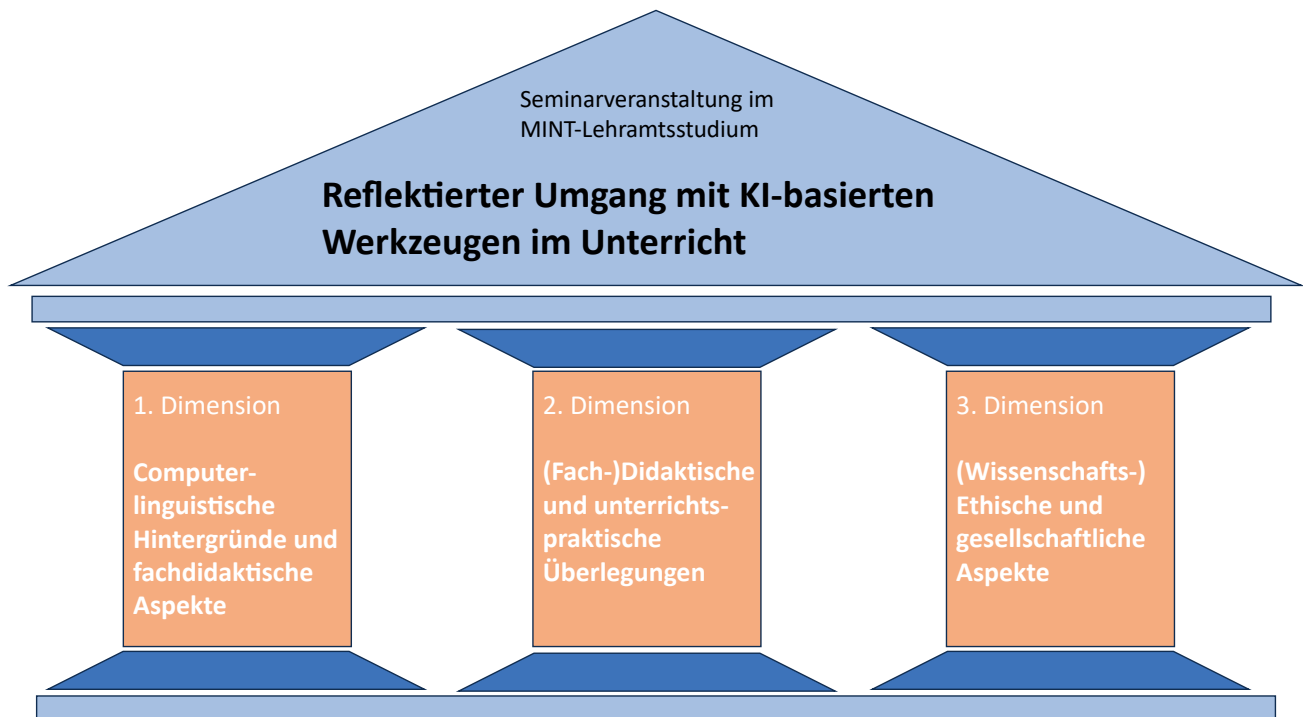 Seminarveranstaltung im
MINT-Lehramtsstudium
Reflektierter Umgang mit KI-basierten
Werkzeugen im Unterricht
1. Dimension
Computer-
linguistische
Hintergründe und
fachdidaktische
Aspekte
2. Dimension
(Fach-)Didaktische
und unterrichts-
praktische
Überlegungen
3. Dimension
(Wissenschafts-)
Ethische und
gesellschaftliche
Aspekte